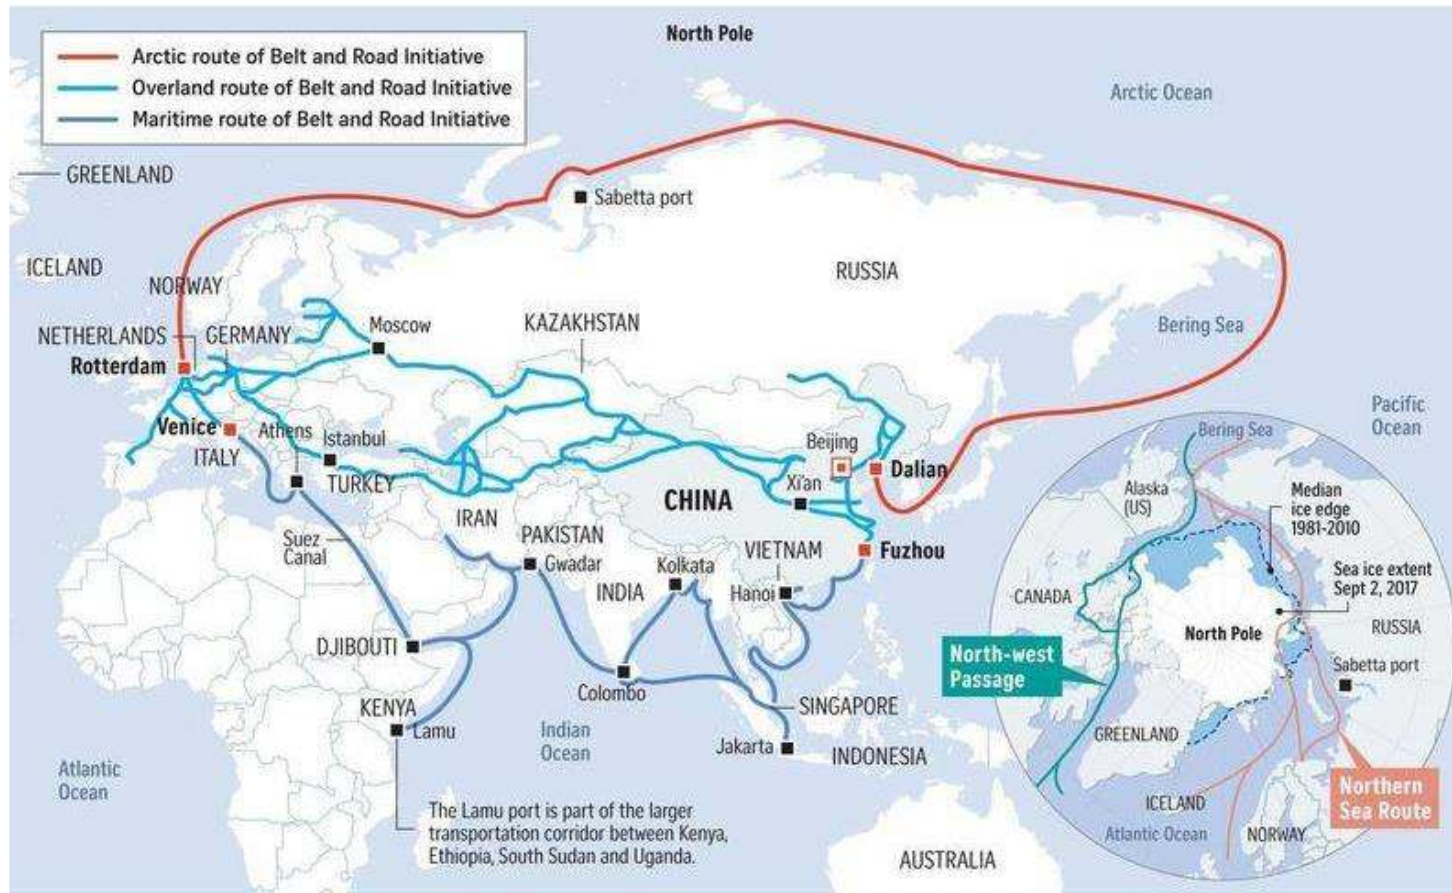 North Pole
Arctic route of Belt and Road Initiative
Overland route of Belt and Road Initiative
Maritime route of Belt and Road Initiative
Arctic Ocean
GREENLAND
Sabetta port
ICELAND
NORWAY
RUSSIA
Bering Sea
NETHERLANDS
GERMANY
Moscow
KAZAKHSTAN
Rotterdam
Pacific
Ocean
Venice
Athens
Istanbul
ITALY
TURKEY
Beijing
Dalian
Xi'an
CHINA
IRAN
PAKISTAN
Gwadar
Suez
Canal
INDIA
Kolkata
VIETNAM
Hanoi
Fuzhou
DJIBOUTI
Colombo
KENYA
Lamu
SINGAPORE
Jakarta
INDONESIA
Indian
Ocean
Atlantic
Ocean
The Lamu port is part of the larger
transportation corridor between Kenya,
Ethiopia, South Sudan and Uganda.
AUSTRALIA
Bering Sea
Alaska
(US)
Median
ice edge
1981-2010
Sea ice extent
Sept 2, 2017
CANADA
North Pole
RUSSIA
North-west
Passage
Sabetta port
GREENLAND
Northern
Sea Route
ICELAND
Atlantic Ocean
NORWAY